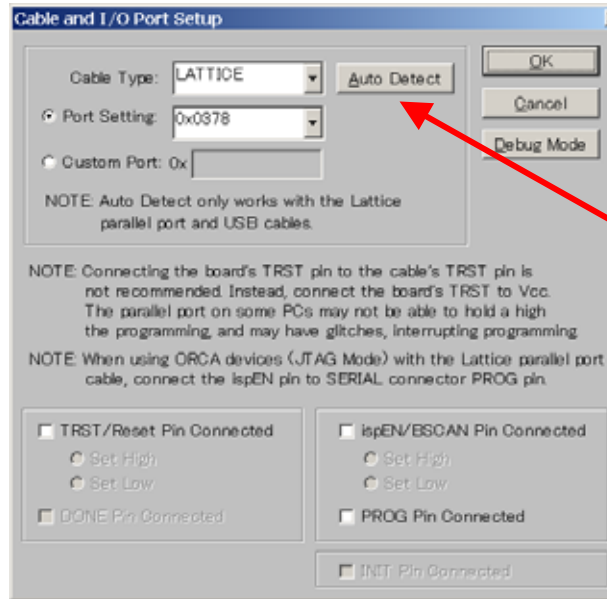 Cable and I/O Port Setup
Cable Type: LATTICE Auto Detect
OK
Port Setting: 0x0378
Cancel
Custom Port: 0x
Debug Mode
NOTE: Auto Detect only works with the Lattice
parallel port and USB cables.
NOTE: Connecting the board's TRST pin to the cable's TRST pin is
not recommended. Instead, connect the board's TRST to Vcc.
The parallel port on some PCs may not be able to hold a high
the programming, and may have glitches, interrupting programming.
NOTE: When using ORCA devices (JTAG Mode) with the Lattice parallel port
cable, connect the ispEN pin to SERIAL connector PROG pin.
TRST/Reset Pin Connected
Set High
Set Low
DONE Pin Connected
ispEN/BSCAN Pin Connected
Set High
Set Low
PROG Pin Connected
INIT Pin Connected